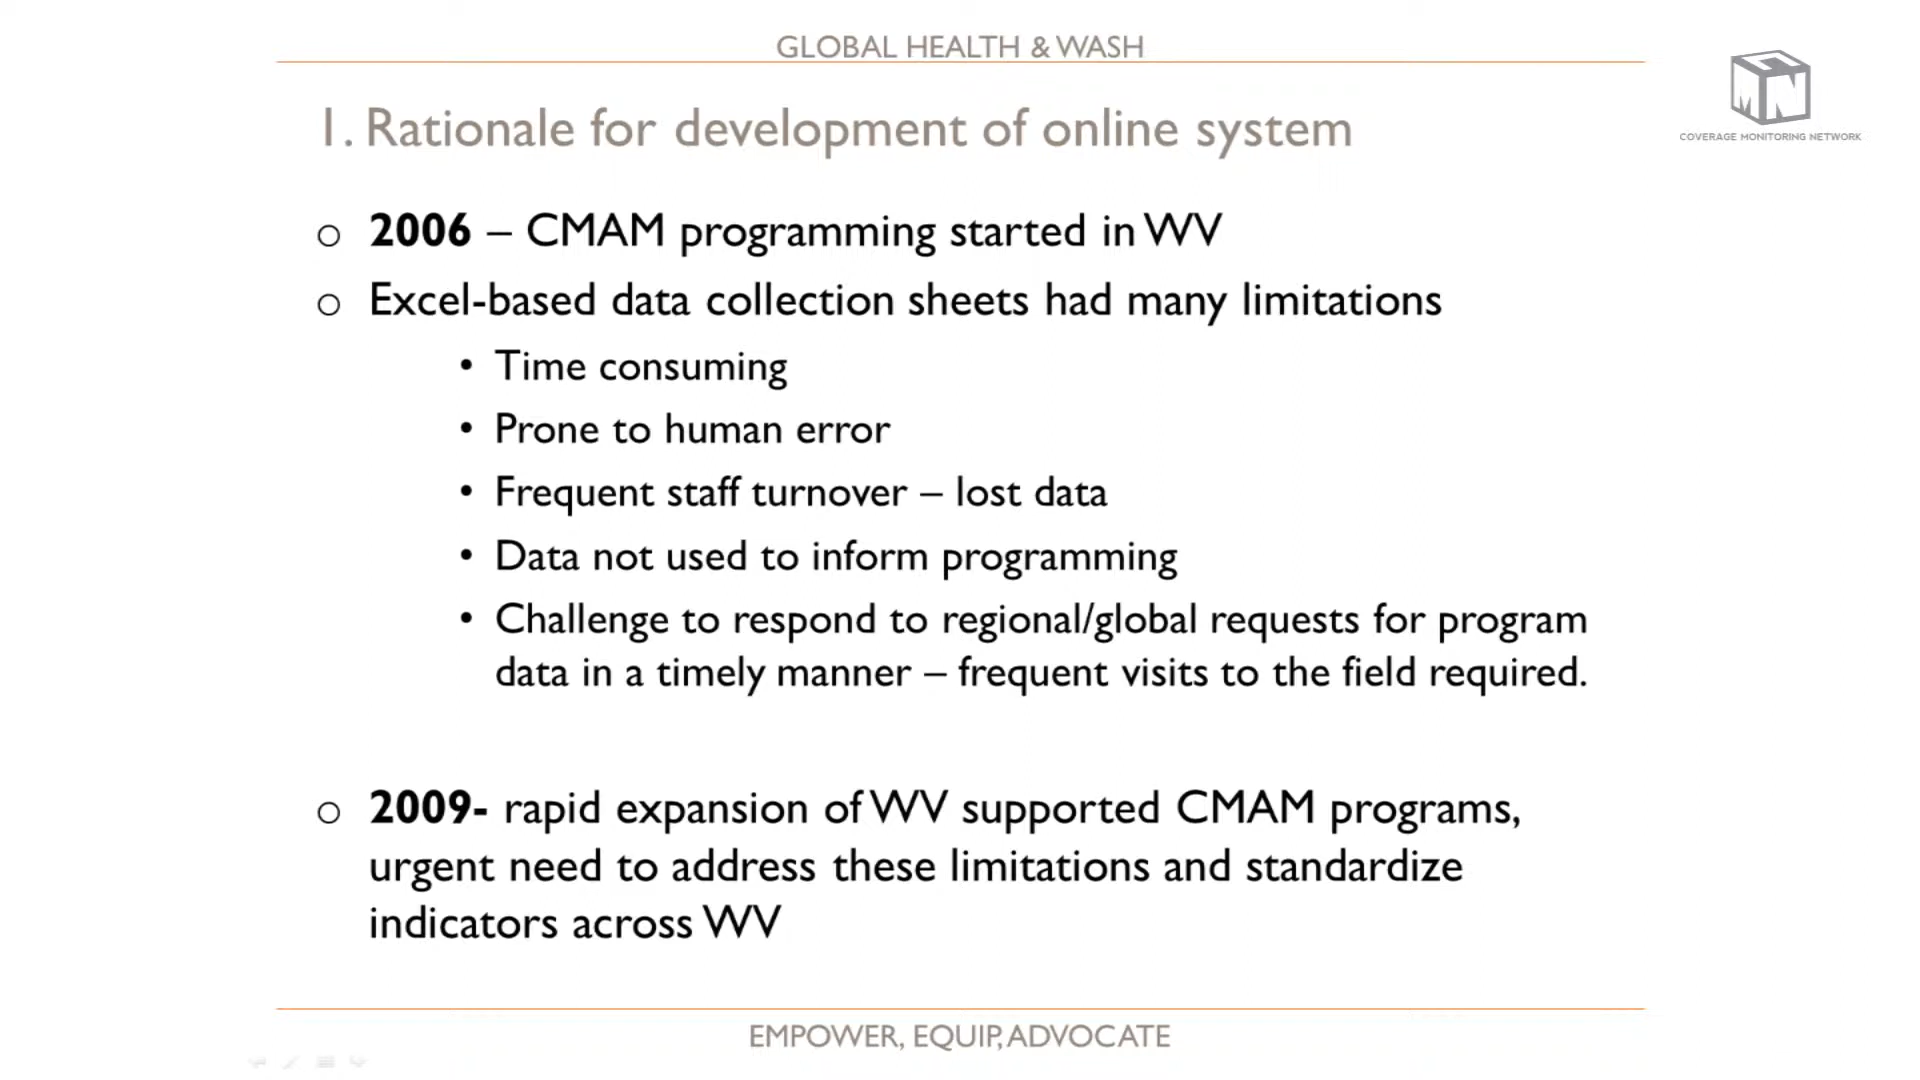 GLOBAL HEALTH & WASH
CMN
COVERAGE MONITORING NETWORK
1. Rationale for development of online system
o 2006 – CMAM programming started in WV
o Excel-based data collection sheets had many limitations
• Time consuming
• Prone to human error
• Frequent staff turnover – lost data
• Data not used to inform programming
• Challenge to respond to regional/global requests for program
data in a timely manner – frequent visits to the field required.
o 2009- rapid expansion of WV supported CMAM programs,
urgent need to address these limitations and standardize
indicators across WV
EMPOWER, EQUIP, ADVOCATE